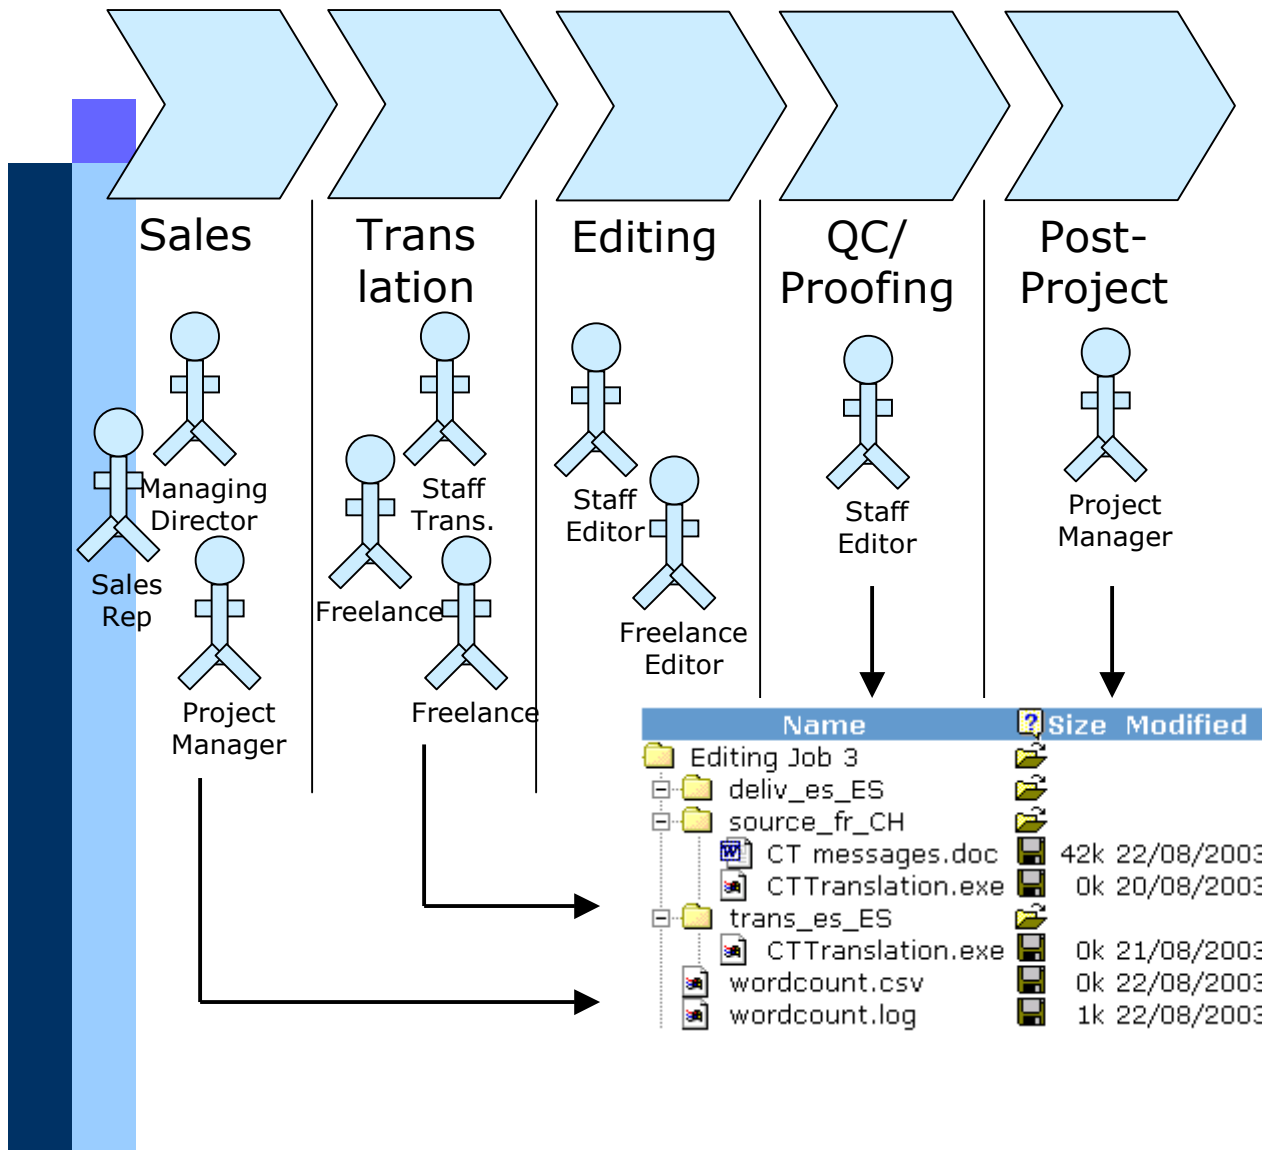 Sales
Trans
lation
Editing
QC/
Proofing
Post-
Project
Managing
Director
Sales
Rep
Project
Manager
Staff
Trans.
Freelance
Freelance
Staff
Editor
Freelance
Editor
Staff
Editor
Project
Manager
Name ? Size Modified
Editing Job 3
deliv_es_ES
source_fr_CH
CT messages.doc 42k 22/08/2003
CTTranslation.exe 0k 20/08/2003
trans_es_ES
CTTranslation.exe 0k 21/08/2003
wordcount.csv 0k 22/08/2003
wordcount.log 1k 22/08/2003